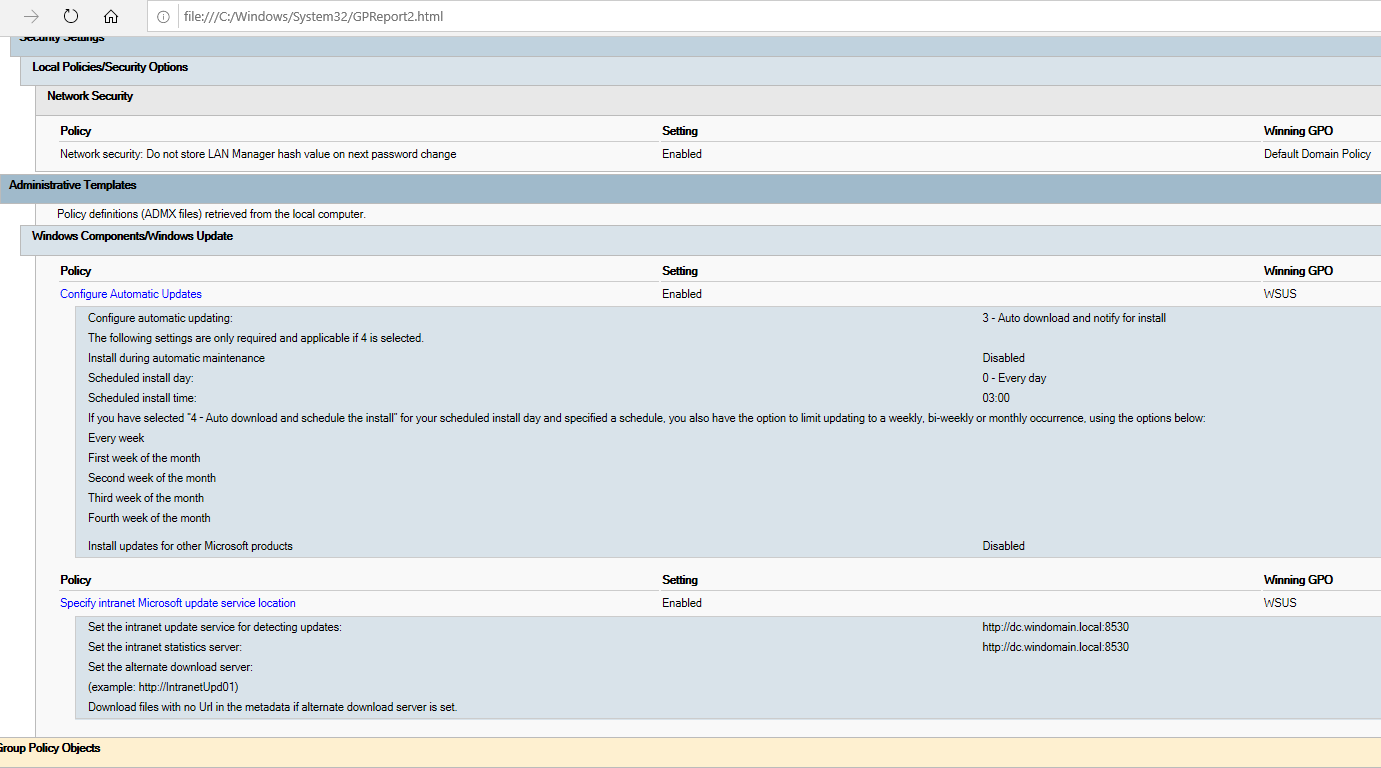 file:///C:/Windows/System32/GPReport2.html
Security Settings
Local Policies/Security Options
Network Security
Policy Setting Winning GPO
Network security: Do not store LAN Manager hash value on next password change Enabled Default Domain Policy
Administrative Templates
Policy definitions (ADMX files) retrieved from the local computer.
Windows Components/Windows Update
Policy Setting Winning GPO
Configure Automatic Updates Enabled WSUS
Configure automatic updating: 3 - Auto download and notify for install
The following settings are only required and applicable if 4 is selected.
Install during automatic maintenance Disabled
Scheduled install day: 0 - Every day
Scheduled install time: 03:00
If you have selected "4 - Auto download and schedule the install" for your scheduled install day and specified a schedule, you also have the option to limit updating to a weekly, bi-weekly or monthly occurrence, using the options below:
Every week
First week of the month
Second week of the month
Third week of the month
Fourth week of the month
Install updates for other Microsoft products Disabled
Policy Setting Winning GPO
Specify intranet Microsoft update service location Enabled WSUS
Set the intranet update service for detecting updates: http://dc.windomain.local:8530
Set the intranet statistics server: http://dc.windomain.local:8530
Set the alternate download server:
(example: http://IntranetUpd01)
Download files with no Url in the metadata if alternate download server is set.
Group Policy Objects